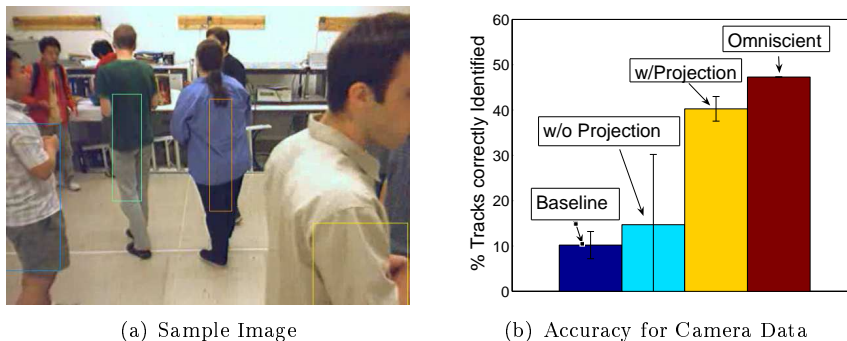 60
50
40
30
20
10
0
% Tracks correctly Identified
Baseline
w/o Projection
w/Projection
Omniscient
(a) Sample Image
(b) Accuracy for Camera Data